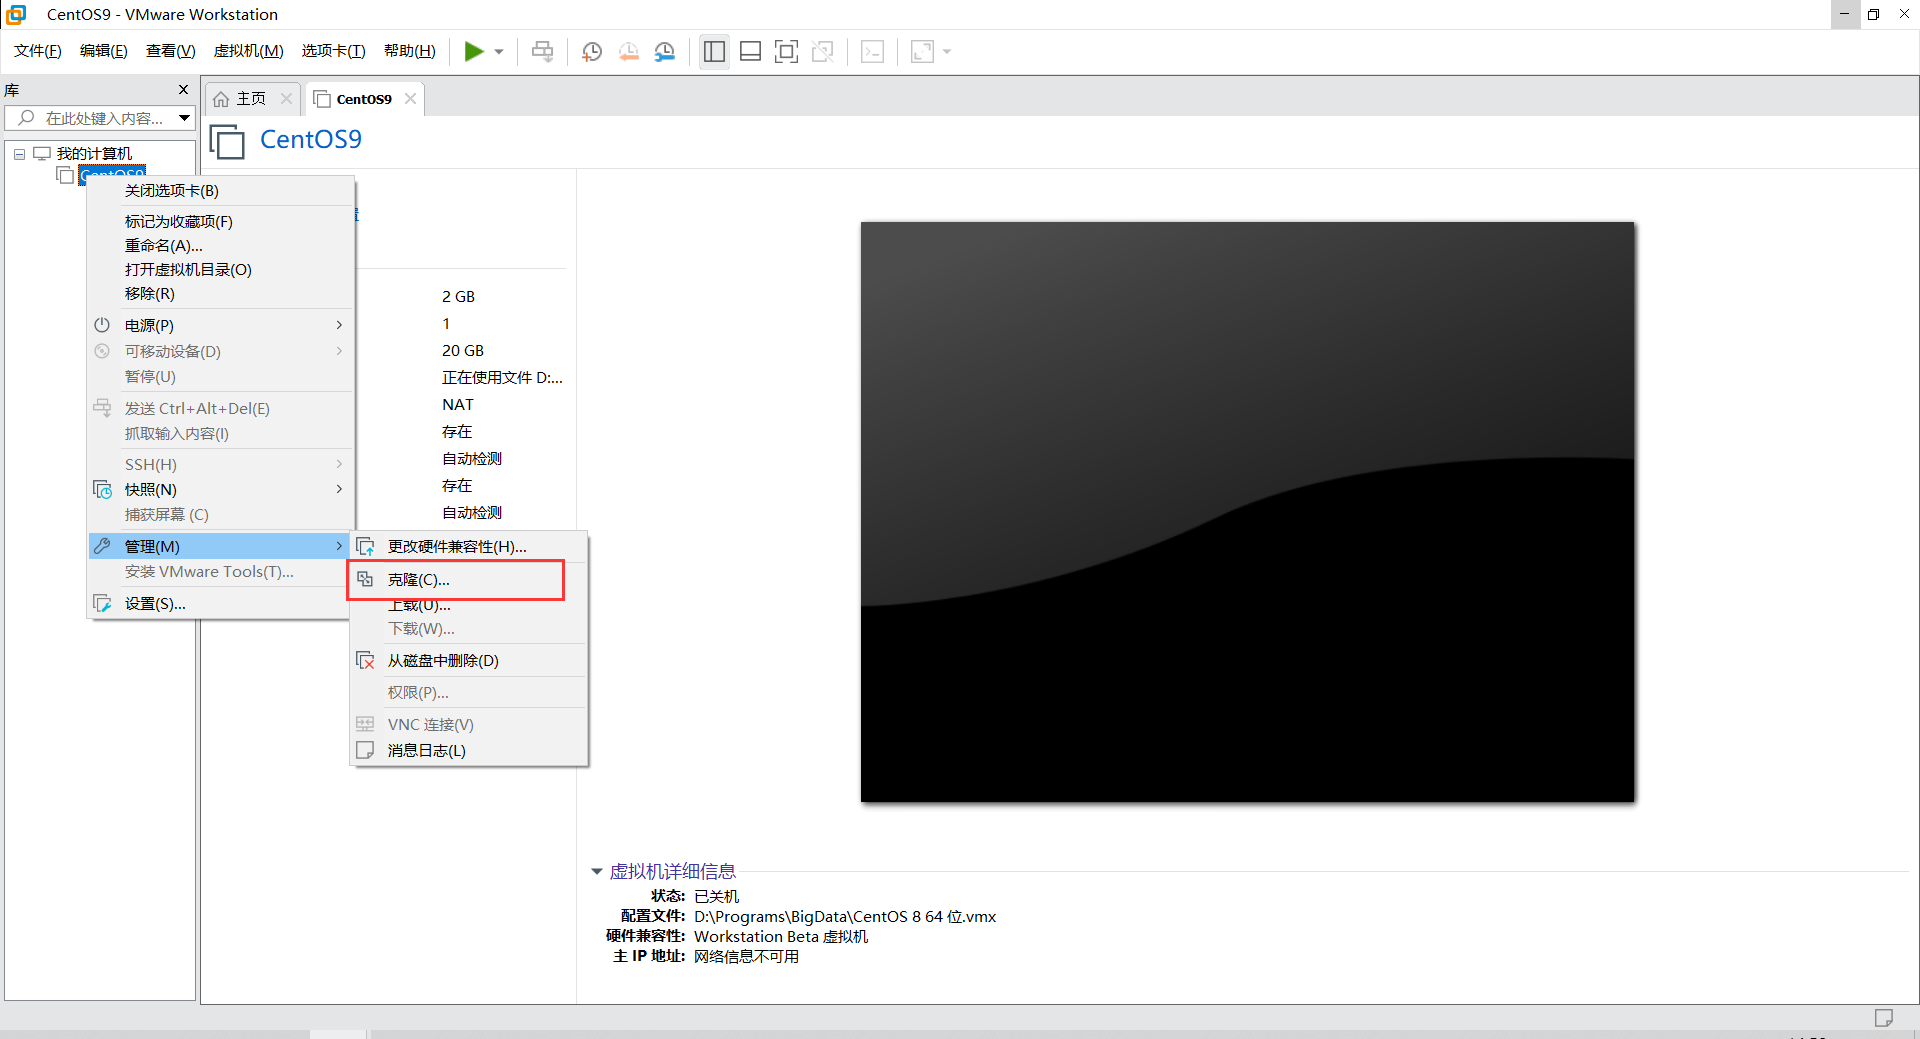 CentOS9 - VMware Workstation
文件(F) 编辑(E) 查看(V) 虚拟机(M) 选项卡(T) 帮助(H)
库
在此处键入内容...
我的计算机
CentOS9
主页
CentOS9
CentOS9
关闭选项卡(B)
标记为收藏项(F)
重命名(A)...
打开虚拟机目录(O)
移除(R)
电源(P)
可移动设备(D)
暂停(U)
发送 Ctrl+Alt+Del(E)
抓取输入内容(I)
SSH(H)
快照(N)
捕获屏幕 (C)
管理(M)
安装 VMware Tools(T)...
设置(S)...
2 GB
1
20 GB
正在使用文件 D:...
NAT
存在
自动检测
存在
自动检测
更改硬件兼容性(H)...
克隆(C)...
上载(U)...
下载(W)...
从磁盘中删除(D)
权限(P)...
VNC 连接(V)
消息日志(L)
虚拟机详细信息
状态: 已关机
配置文件: D:\Programs\BigData\CentOS 8 64 位.vmx
硬件兼容性: Workstation Beta 虚拟机
主 IP 地址: 网络信息不可用